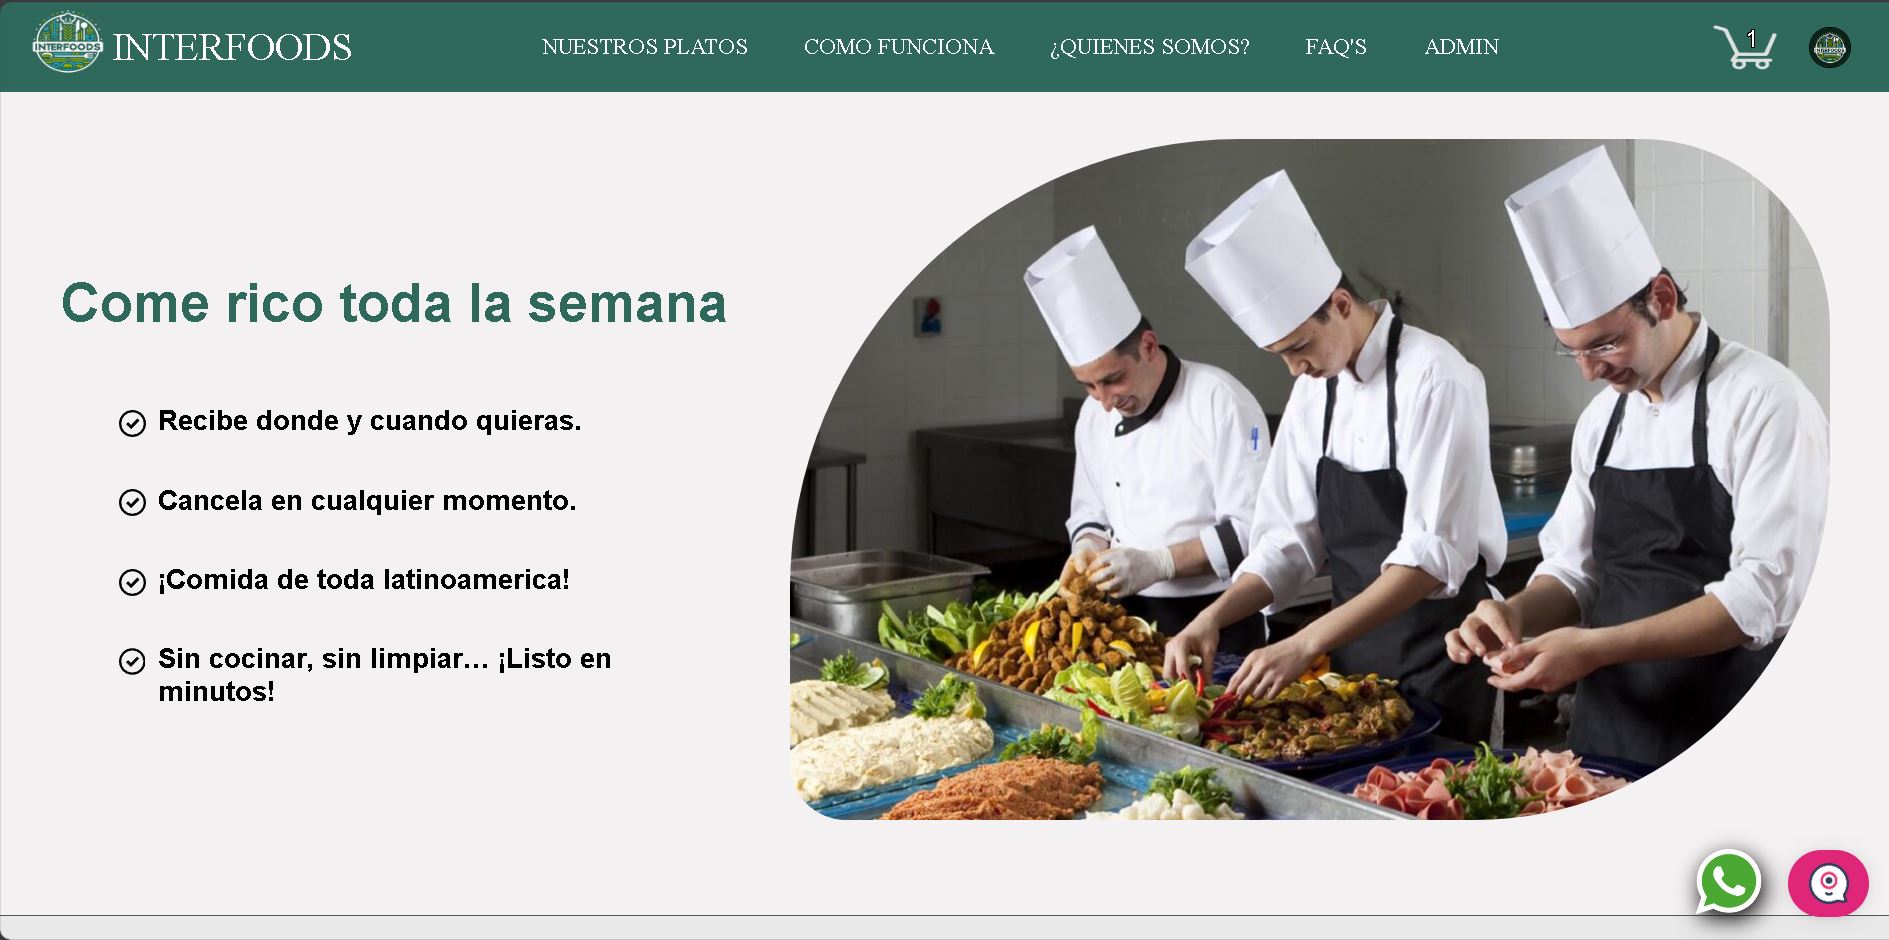 INTERFOODS
INTERFOODS
NUESTROS PLATOS
COMO FUNCIONA
¿QUIENES SOMOS?
FAQ'S
ADMIN
1
Come rico toda la semana
Recibe donde y cuando quieras.
Cancela en cualquier momento.
¡Comida de toda latinoamerica!
Sin cocinar, sin limpiar... ¡Listo en
minutos!